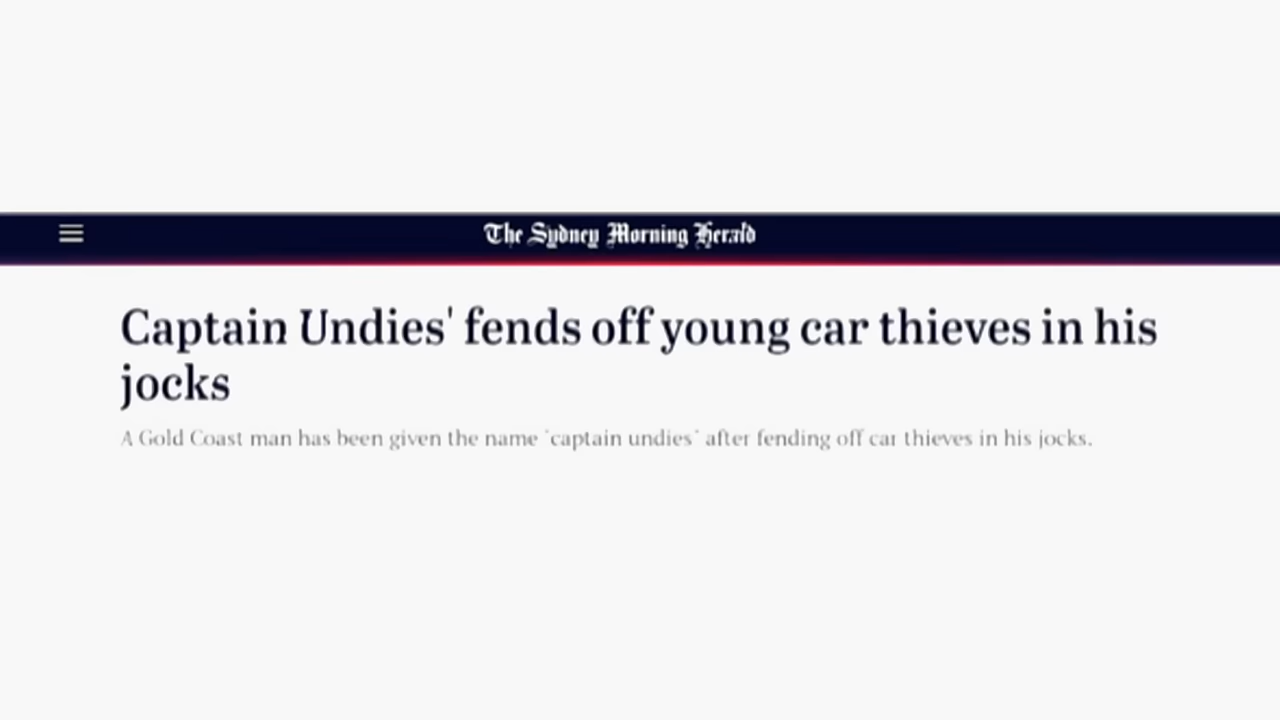 The Sydney Morning Herald
Captain Undies' fends off young car thieves in his
jocks
A Gold Coast man has been given the name 'captain undies' after fending off car thieves in his jocks.